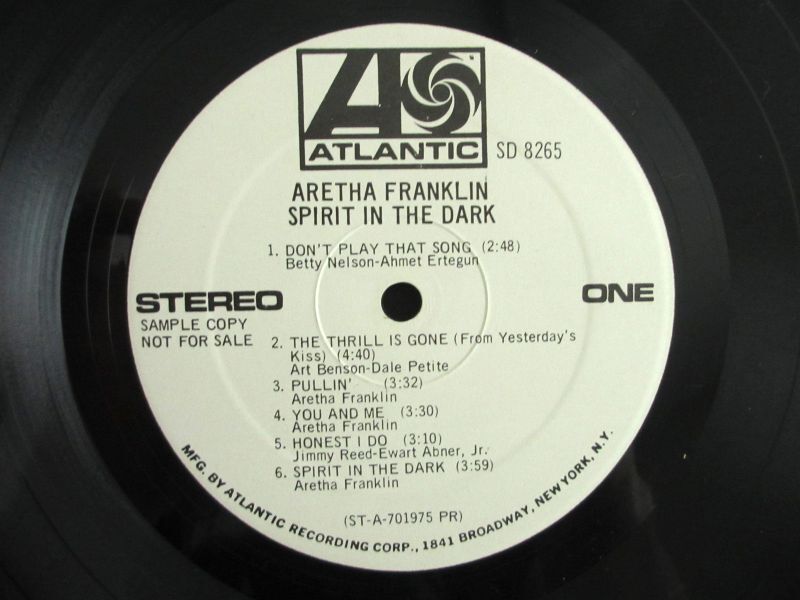 ATLANTIC
SD 8265
ARETHA FRANKLIN
SPIRIT IN THE DARK
1. DON'T PLAY THAT SONG (2:48)
Betty Nelson-Ahmet Ertegun
STEREO
ONE
SAMPLE COPY
NOT FOR SALE
2. THE THRILL IS GONE (From Yesterday's
Kiss) (4:40)
Art Benson-Dale Petite
3. PULLIN' (3:32)
Aretha Franklin
4. YOU AND ME (3:30)
Aretha Franklin
5. HONEST I DO (3:10)
Jimmy Reed-Ewart Abner, Jr.
6. SPIRIT IN THE DARK (3:59)
Aretha Franklin
(ST-A-701975 PR)
MFG. BY ATLANTIC RECORDING CORP., 1841 BROADWAY, NEW YORK, N.Y.